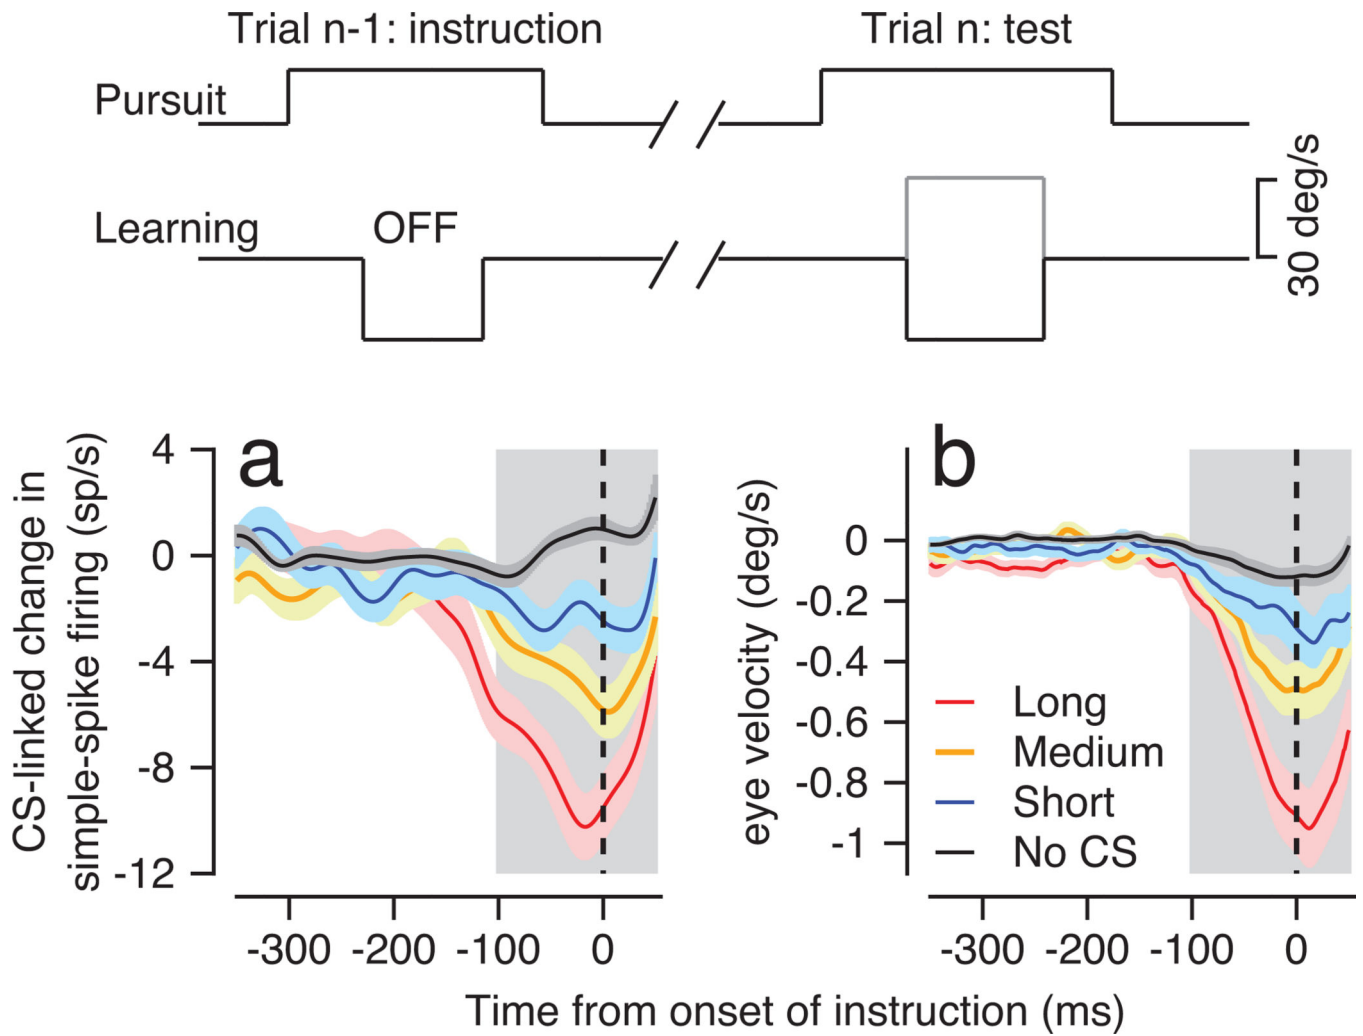 Trial n-1: instruction
Trial n: test
Pursuit
Learning
OFF
30 deg/s
a
CS-linked change in
simple-spike firing (sp/s)
4
0
-4
-8
-12
-300
-200
-100
0
b
eye velocity (deg/s)
0
-0.2
-0.4
-0.6
-0.8
-1
Long
Medium
Short
No CS
-300
-200
-100
0
Time from onset of instruction (ms)